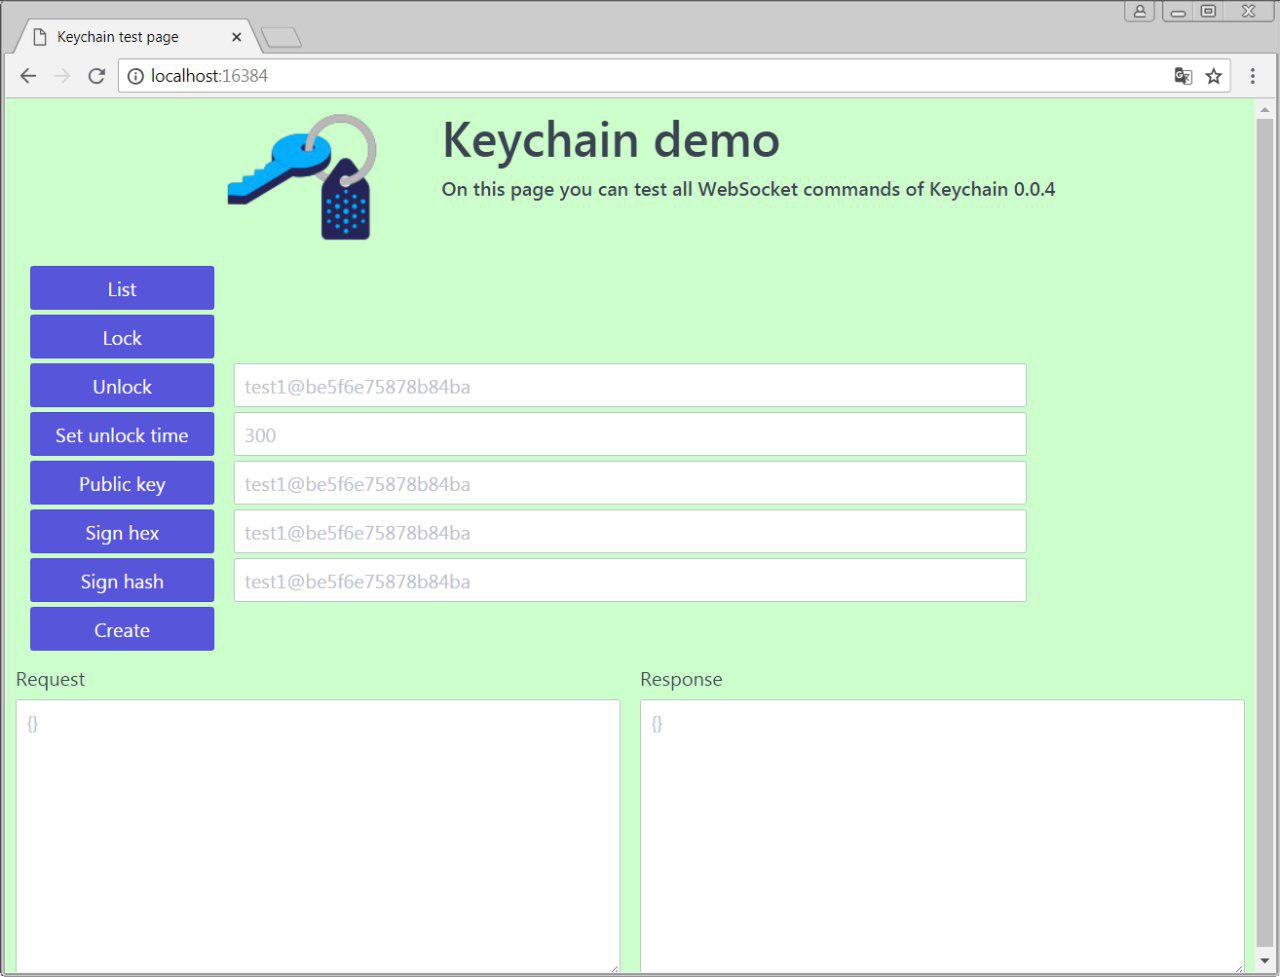 Keychain test page
localhost:16384
Keychain demo
On this page you can test all WebSocket commands of Keychain 0.0.4
List
Lock
Unlock
test1@be5f6e75878b84ba
Set unlock time
300
Public key
test1@be5f6e75878b84ba
Sign hex
test1@be5f6e75878b84ba
Sign hash
test1@be5f6e75878b84ba
Create
Request
Response
{}
{}